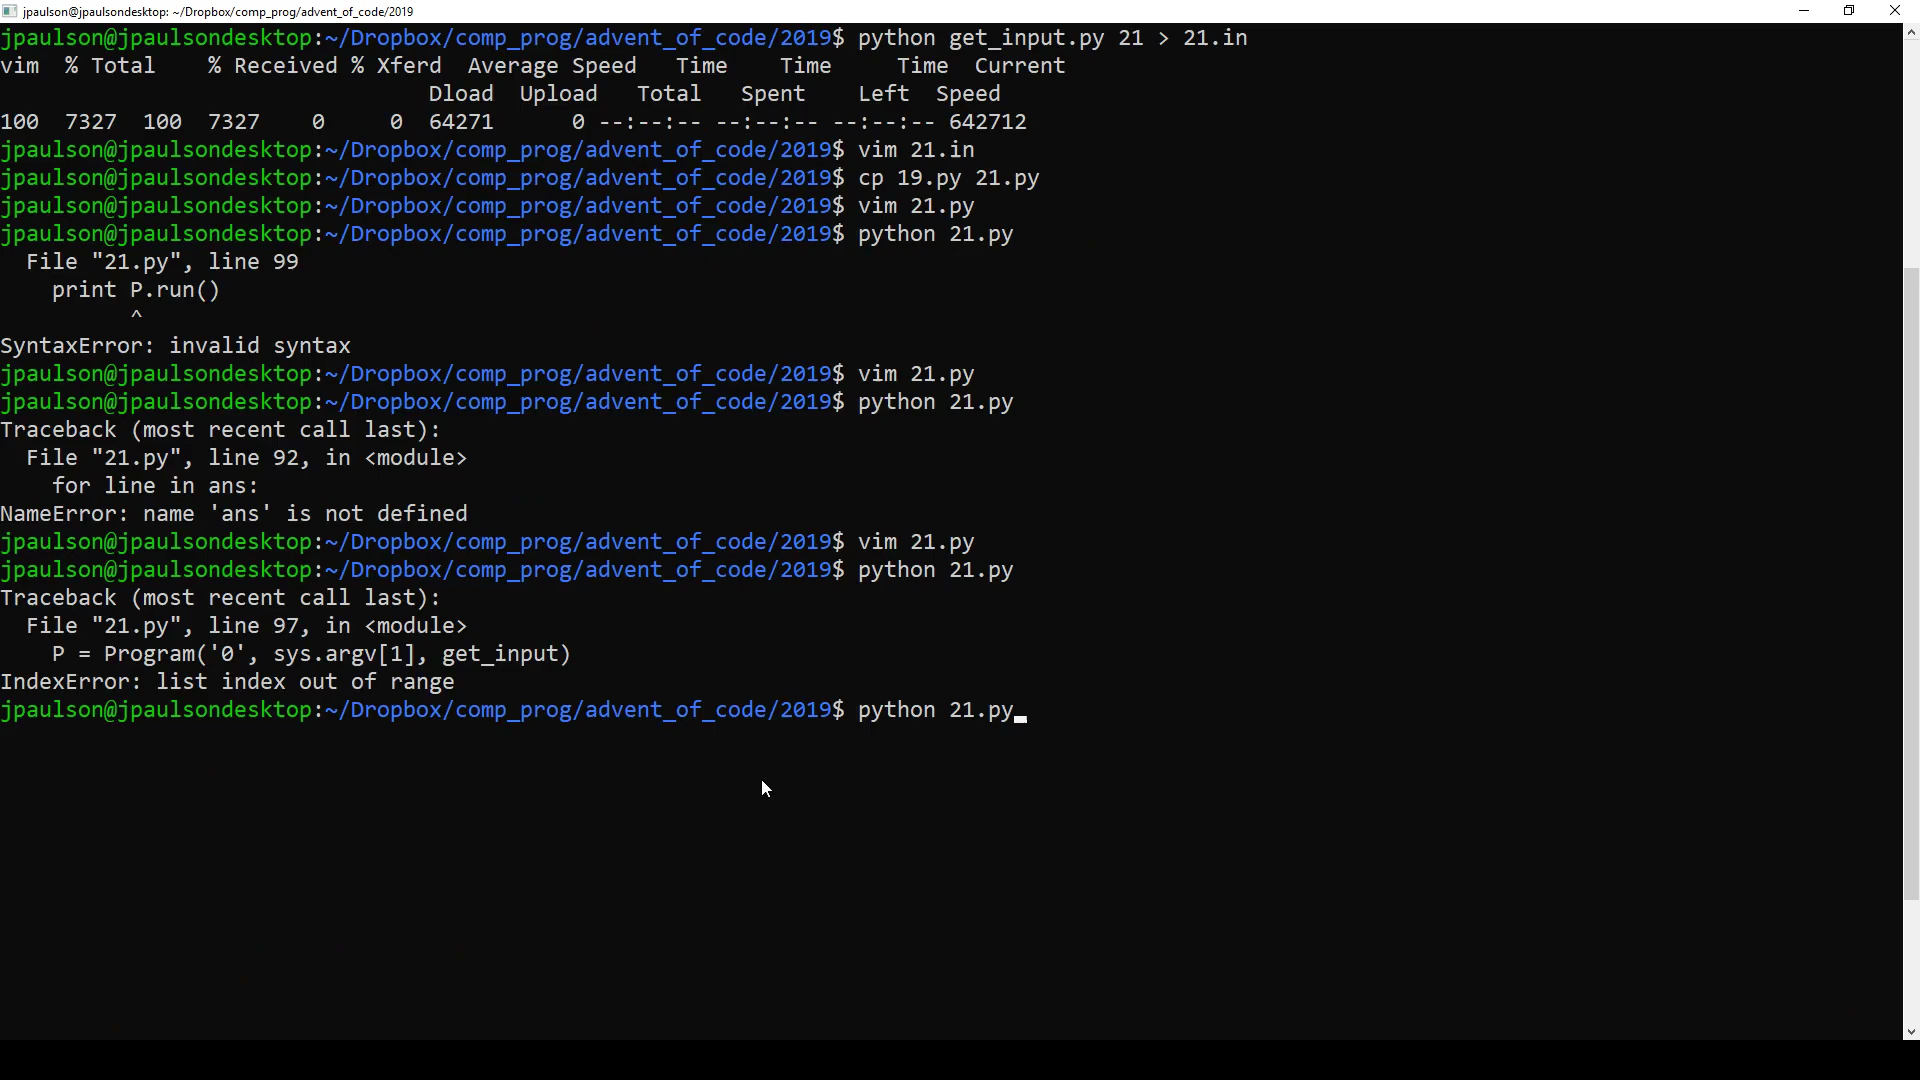 jpaulson@jpaulsondesktop: ~/Dropbox/comp_prog/advent_of_code/2019
jpaulson@jpaulsondesktop:~/Dropbox/comp_prog/advent_of_code/2019$ python get_input.py 21 > 21.in
vim  % Total    % Received % Xferd  Average Speed   Time    Time     Time  Current
                                 Dload  Upload   Total   Spent    Left  Speed
100  7327  100  7327    0     0  64271      0 --:--:-- --:--:-- --:--:-- 642712
jpaulson@jpaulsondesktop:~/Dropbox/comp_prog/advent_of_code/2019$ vim 21.in
jpaulson@jpaulsondesktop:~/Dropbox/comp_prog/advent_of_code/2019$ cp 19.py 21.py
jpaulson@jpaulsondesktop:~/Dropbox/comp_prog/advent_of_code/2019$ vim 21.py
jpaulson@jpaulsondesktop:~/Dropbox/comp_prog/advent_of_code/2019$ python 21.py
  File "21.py", line 99
    print P.run()
          ^
SyntaxError: invalid syntax
jpaulson@jpaulsondesktop:~/Dropbox/comp_prog/advent_of_code/2019$ vim 21.py
jpaulson@jpaulsondesktop:~/Dropbox/comp_prog/advent_of_code/2019$ python 21.py
Traceback (most recent call last):
  File "21.py", line 92, in <module>
    for line in ans:
NameError: name 'ans' is not defined
jpaulson@jpaulsondesktop:~/Dropbox/comp_prog/advent_of_code/2019$ vim 21.py
jpaulson@jpaulsondesktop:~/Dropbox/comp_prog/advent_of_code/2019$ python 21.py
Traceback (most recent call last):
  File "21.py", line 97, in <module>
    P = Program('0', sys.argv[1], get_input)
IndexError: list index out of range
jpaulson@jpaulsondesktop:~/Dropbox/comp_prog/advent_of_code/2019$ python 21.py